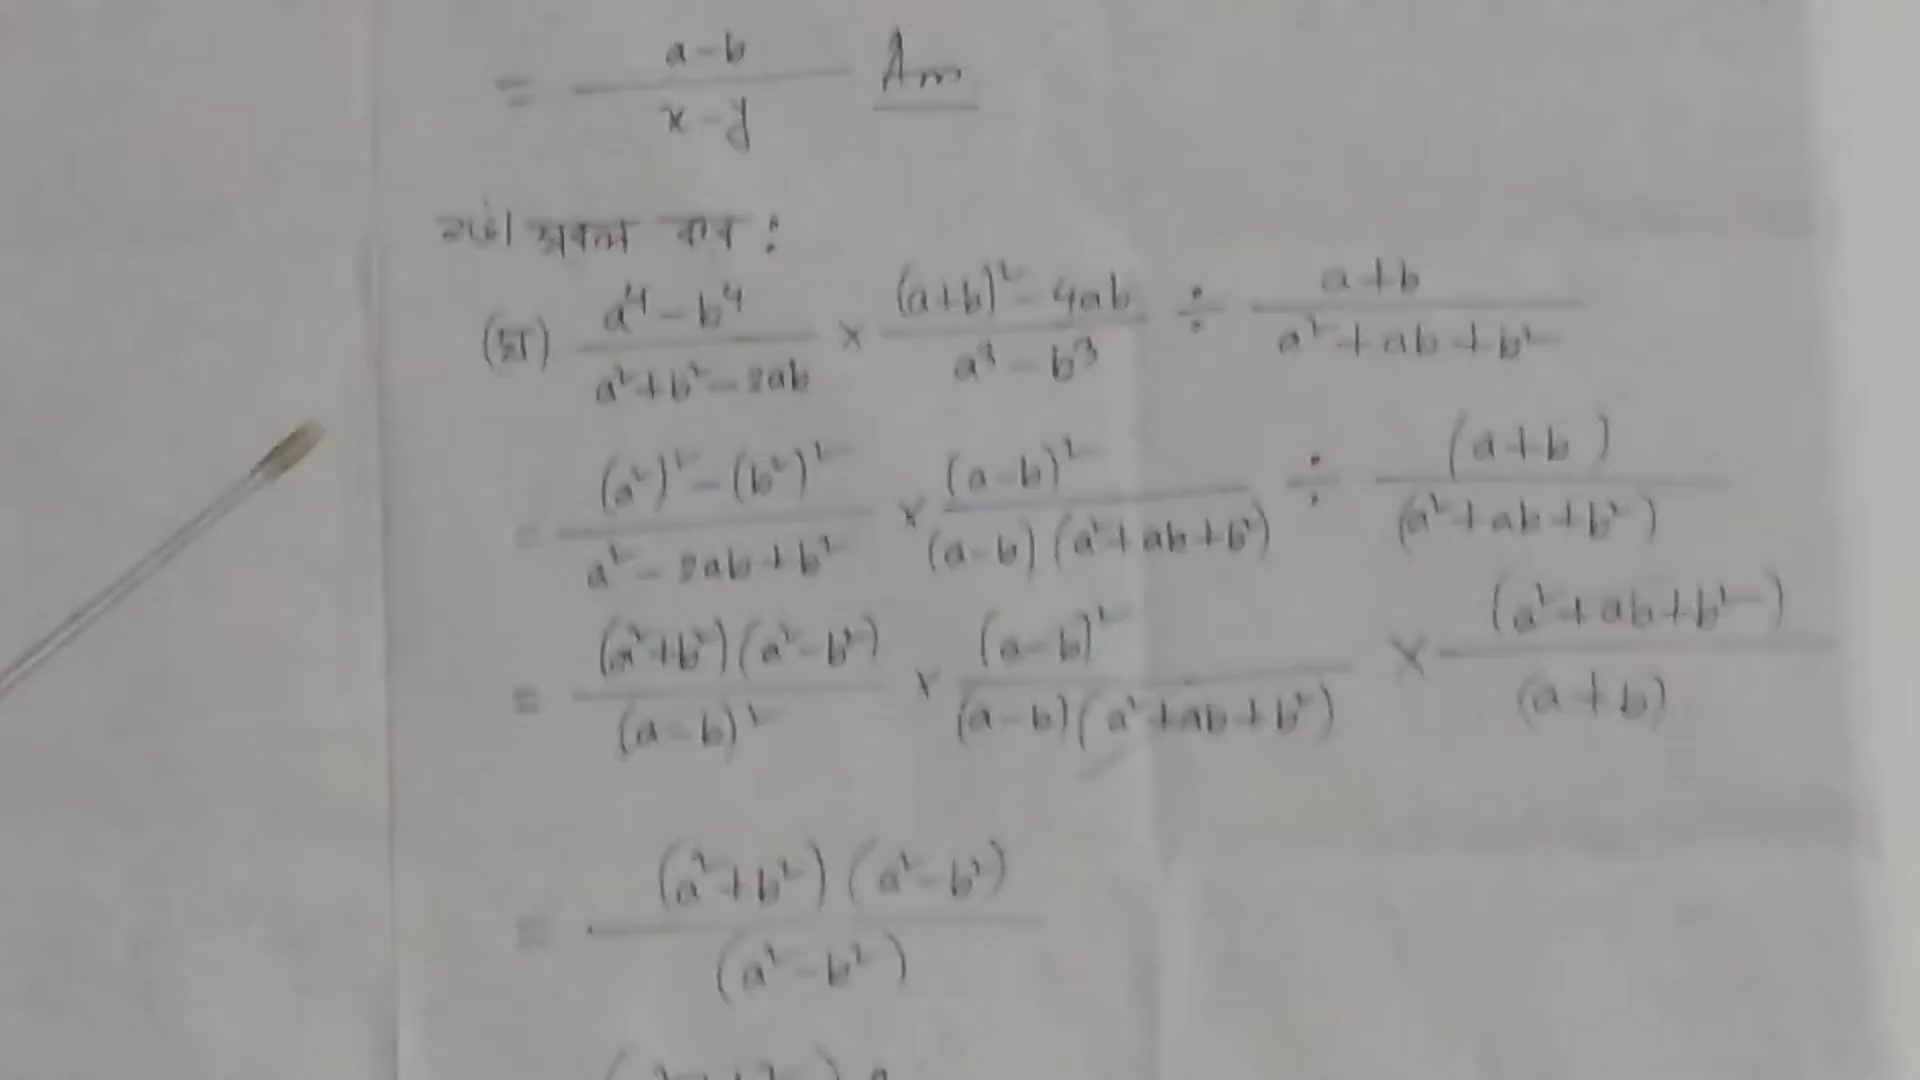 = (a-b)/(x-y) Ans
সরল কর :
(ঘ) (a⁴-b⁴)/(a²+b²-2ab) × ((a+b)²-4ab)/(a³-b³) ÷ (a+b)/(a²+ab+b²)
= ((a²)²-(b²)²)/(a²-2ab+b²) × (a-b)²/((a-b)(a²+ab+b²)) ÷ (a+b)/(a²+ab+b²)
= ((a²+b²)(a²-b²))/(a-b)² × (a-b)²/((a-b)(a²+ab+b²)) × (a²+ab+b²)/(a+b)
= ((a²+b²)(a²-b²))/(a²-b²)